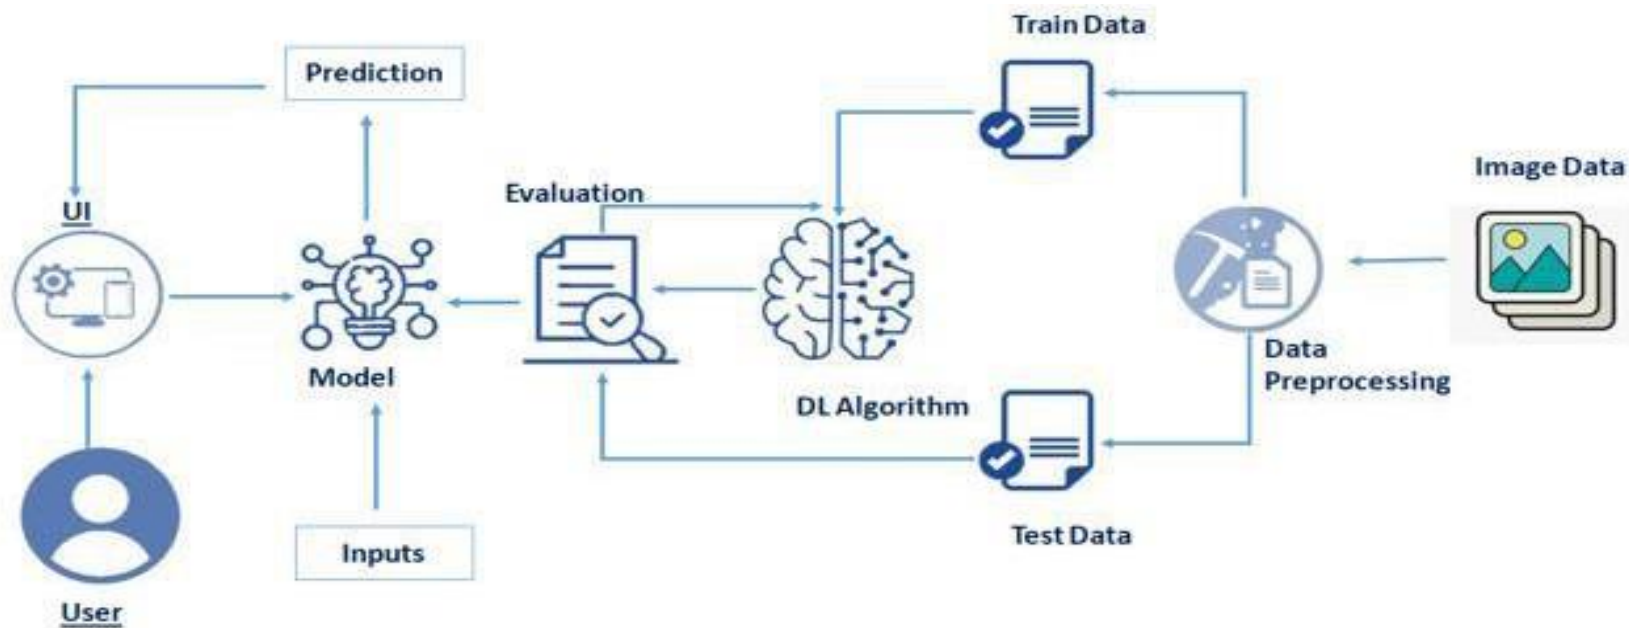 Train Data
Prediction
Image Data
Evaluation
UI
Data
Preprocessing
Model
DL Algorithm
Test Data
Inputs
User